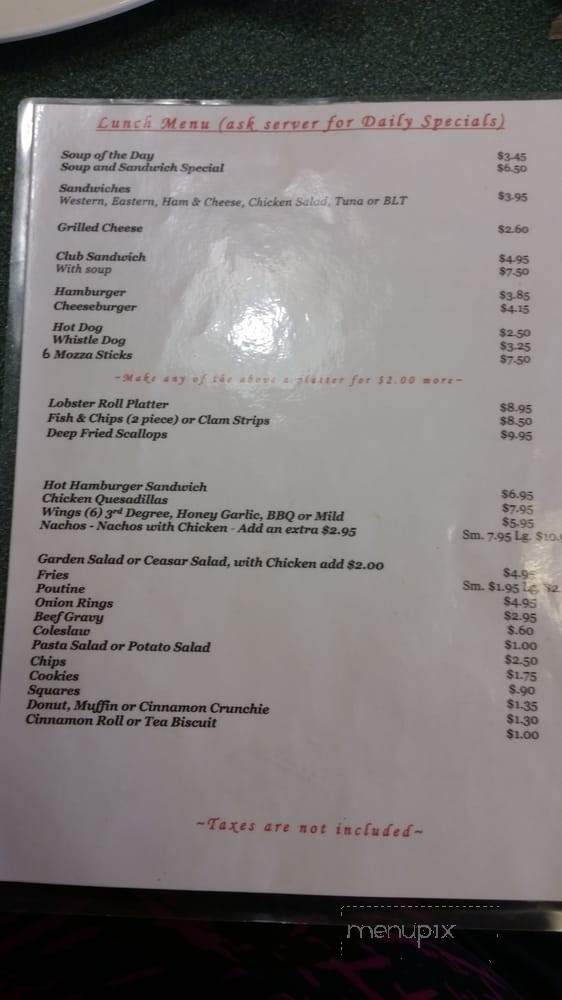 Lunch Menu (ask server for Daily Specials)
Soup of the Day $3.45
Soup and Sandwich Special $6.50
Sandwiches
Western, Eastern, Ham & Cheese, Chicken Salad, Tuna or BLT $3.95
Grilled Cheese $2.60
Club Sandwich $4.95
With soup $7.50
Hamburger $3.85
Cheeseburger $4.15
Hot Dog $2.50
Whistle Dog $3.25
6 Mozza Sticks $7.50
~Make any of the above a platter for $2.00 more~
Lobster Roll Platter $8.95
Fish & Chips (2 piece) or Clam Strips $8.50
Deep Fried Scallops $9.95
Hot Hamburger Sandwich $6.95
Chicken Quesadillas $7.95
Wings (6) 3rd Degree, Honey Garlic, BBQ or Mild $5.95
Nachos - Nachos with Chicken - Add an extra $2.95 Sm. 7.95 Lg.
Garden Salad or Ceasar Salad, with Chicken add $2.00 $4.95
Fries Sm. $1.95 Lg.
Poutine $4.95
Onion Rings $2.95
Beef Gravy $.60
Coleslaw $1.00
Pasta Salad or Potato Salad $2.50
Chips $1.75
Cookies $.90
Squares $1.35
Donut, Muffin or Cinnamon Crunchie $1.30
Cinnamon Roll or Tea Biscuit $1.00
~Taxes are not included~
menupix